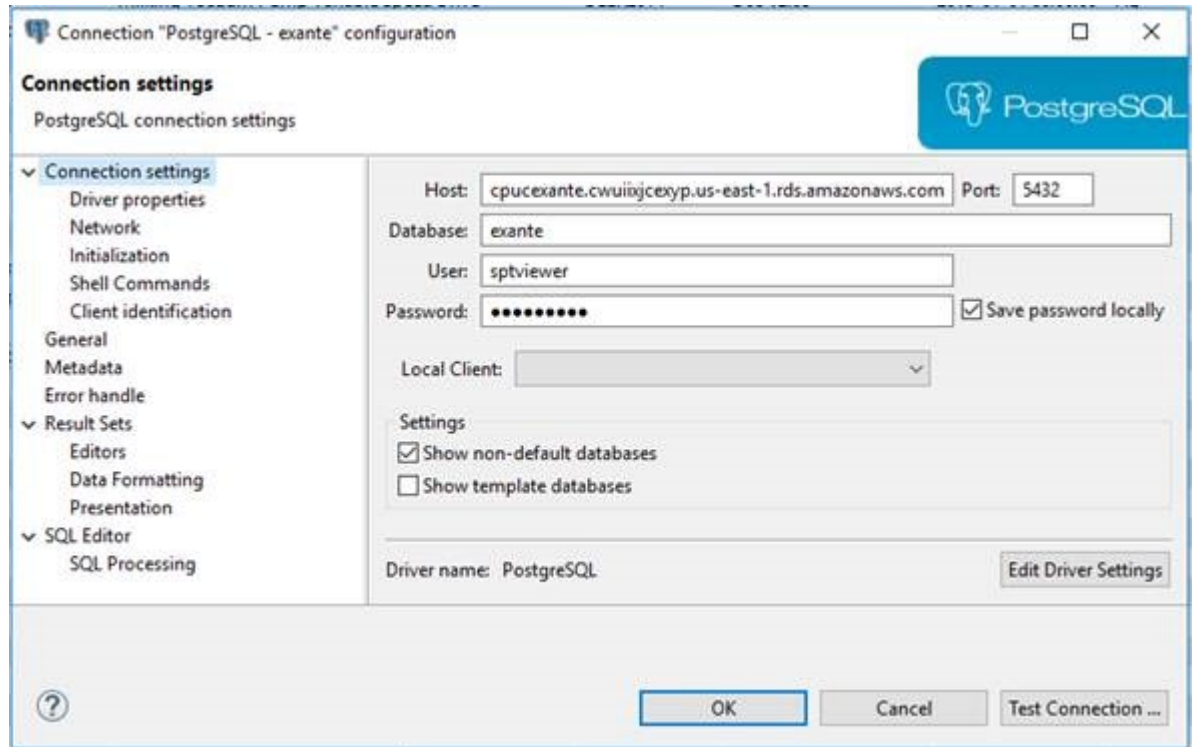 Connection "PostgreSQL - exante" configuration
Connection settings
PostgreSQL connection settings
PostgreSQL
Connection settings
Driver properties
Network
Initialization
Shell Commands
Client identification
General
Metadata
Error handle
Result Sets
Editors
Data Formatting
Presentation
SQL Editor
SQL Processing
Host: cpucexante.cwuiixjcexyp.us-east-1.rds.amazonaws.com Port: 5432
Database: exante
User: sptviewer
Password: ●●●●●●●●● Save password locally
Local Client:
Settings
Show non-default databases
Show template databases
Driver name: PostgreSQL Edit Driver Settings
? OK Cancel Test Connection ...